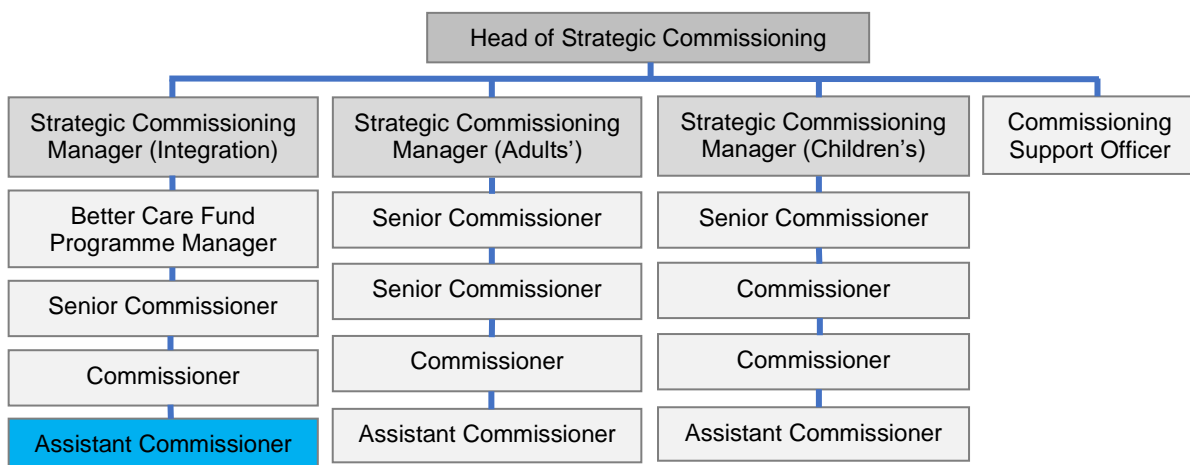 Head of Strategic Commissioning
Strategic Commissioning
Manager (Integration)
Better Care Fund
Programme Manager
Senior Commissioner
Commissioner
Assistant Commissioner
Strategic Commissioning
Manager (Adults’)
Senior Commissioner
Senior Commissioner
Commissioner
Assistant Commissioner
Strategic Commissioning
Manager (Children’s)
Senior Commissioner
Commissioner
Commissioner
Assistant Commissioner
Commissioning
Support Officer